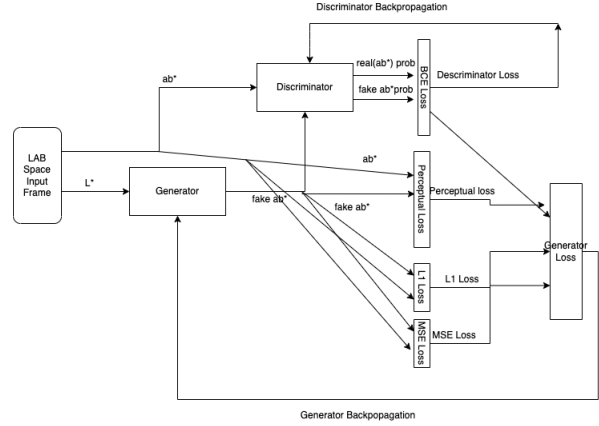 Discriminator Backpropagation
real(ab*) prob
ab*
Discriminator
fake ab*prob
BCE Loss
Descriminator Loss
LAB
Space
Input
Frame
L*
Generator
ab*
fake ab*
fake ab*
Perceptual Loss
Perceptual loss
Generator
Loss
L1 Loss
L1 Loss
MSE Loss
MSE Loss
Generator Backpopagation